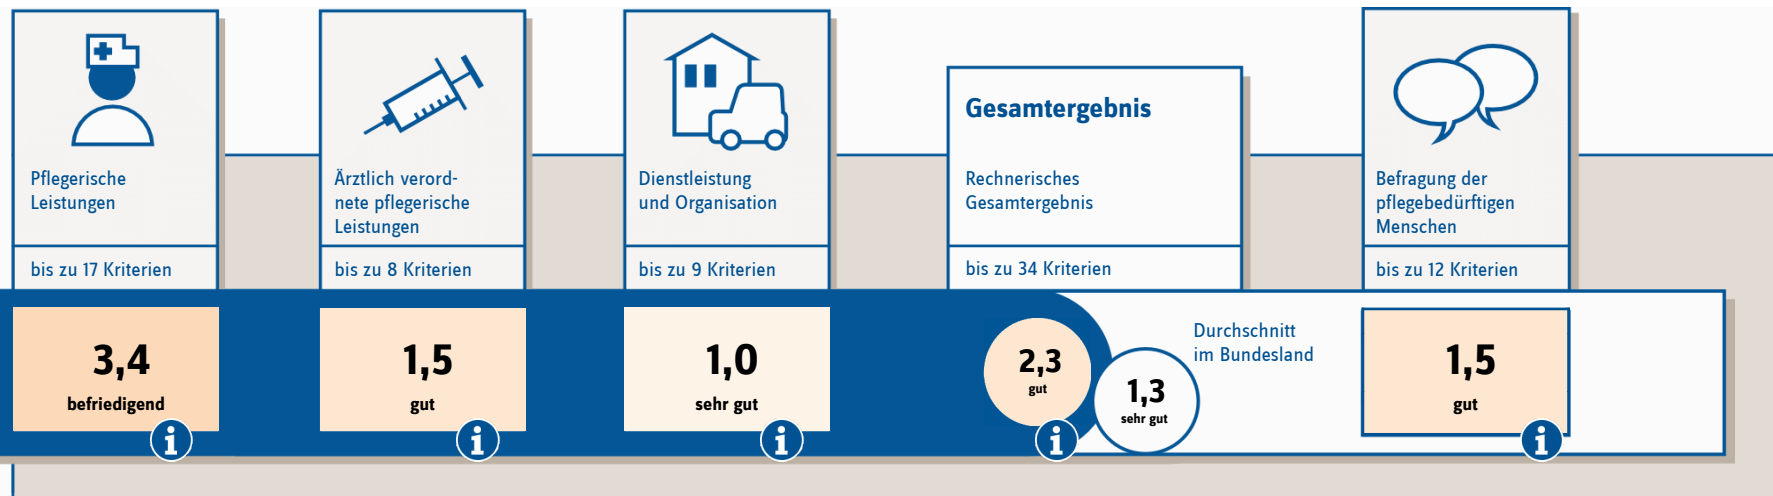 Pflegerische
Leistungen
bis zu 17 Kriterien
3,4
befriedigend
i
Ärztlich verord-
nete pflegerische
Leistungen
bis zu 8 Kriterien
1,5
gut
i
Dienstleistung
und Organisation
bis zu 9 Kriterien
1,0
sehr gut
i
Gesamtergebnis
Rechnerisches
Gesamtergebnis
bis zu 34 Kriterien
2,3
gut
i
1,3
sehr gut
Durchschnitt
im Bundesland
Befragung der
pflegebedürftigen
Menschen
bis zu 12 Kriterien
1,5
gut
i